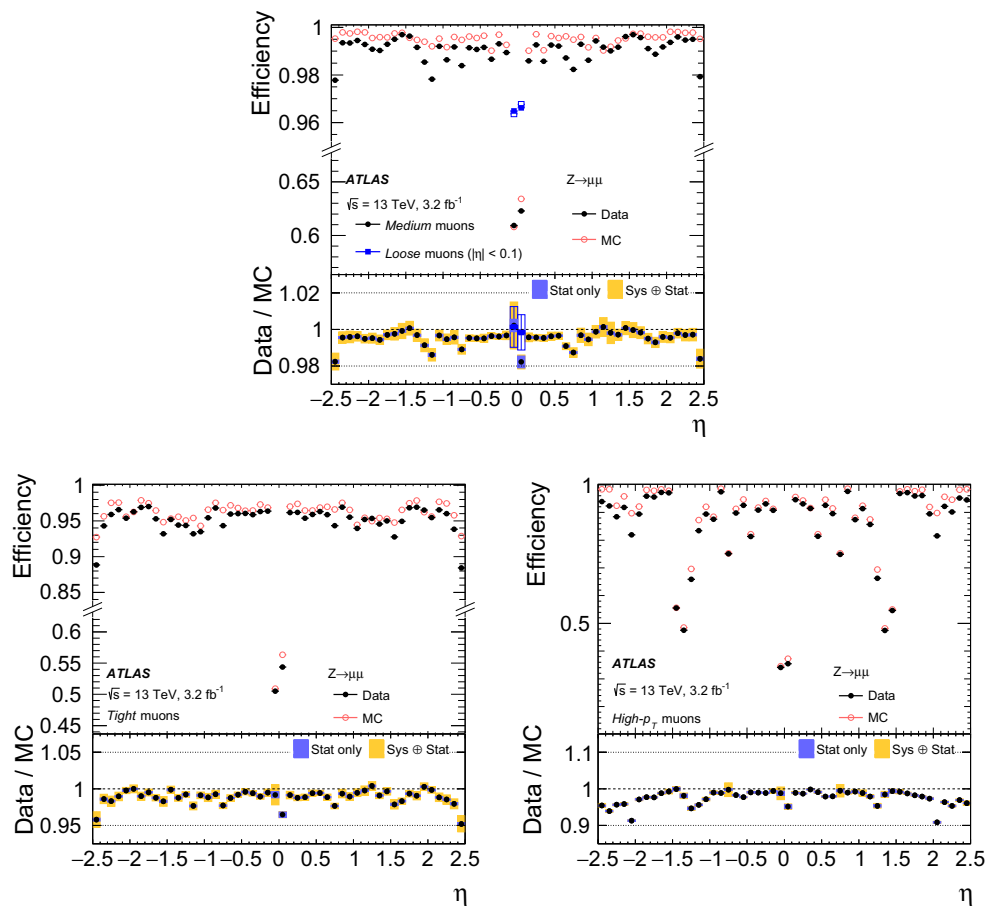 Efficiency
1
0.98
0.96
0.65
0.6
ATLAS
√s = 13 TeV, 3.2 fb⁻¹
Medium muons
Loose muons (|η| < 0.1)
Z→μμ
Data
MC
Data / MC
1.02
1
0.98
Stat only
Sys ⊕ Stat
−2.5 −2 −1.5 −1 −0.5 0 0.5 1 1.5 2 2.5
η
Efficiency
1
0.95
0.9
0.85
0.6
0.55
0.5
0.45
ATLAS
√s = 13 TeV, 3.2 fb⁻¹
Tight muons
Z→μμ
Data
MC
Data / MC
1.05
1
0.95
Stat only
Sys ⊕ Stat
−2.5 −2 −1.5 −1 −0.5 0 0.5 1 1.5 2 2.5
η
Efficiency
1
0.5
ATLAS
√s = 13 TeV, 3.2 fb⁻¹
High-p_T muons
Z→μμ
Data
MC
Data / MC
1.1
1
0.9
Stat only
Sys ⊕ Stat
−2.5 −2 −1.5 −1 −0.5 0 0.5 1 1.5 2 2.5
η